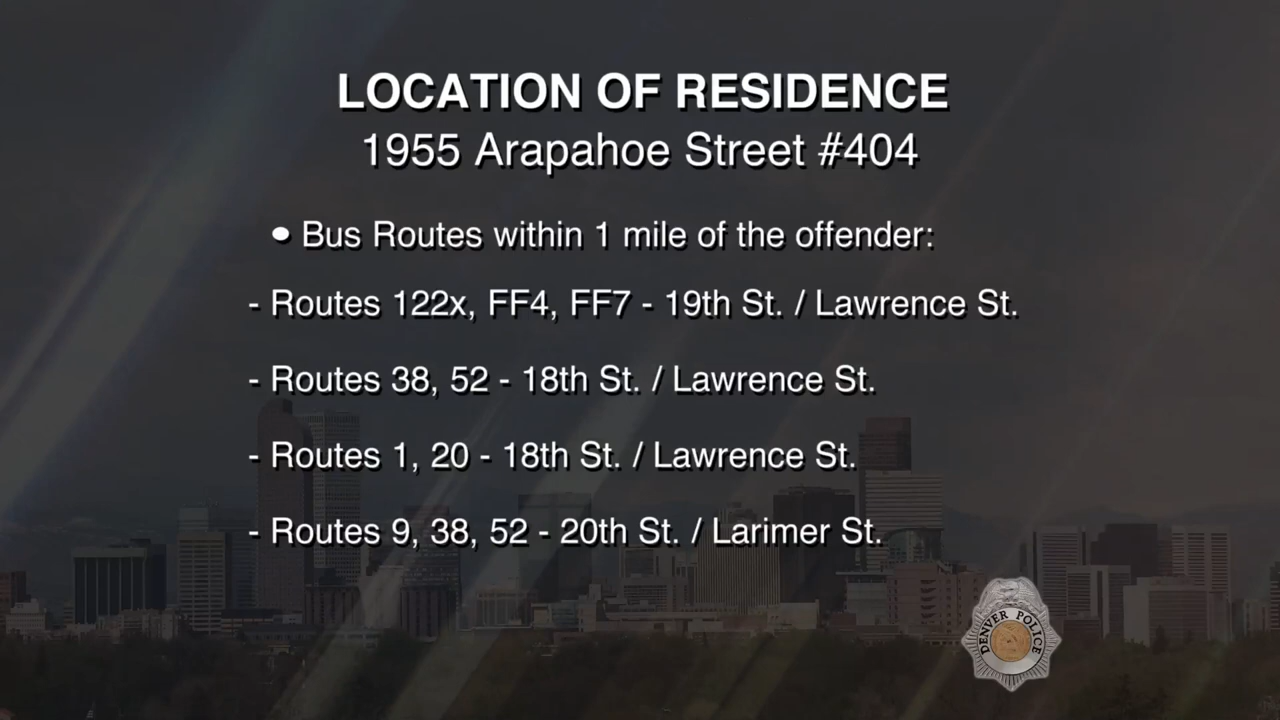 LOCATION OF RESIDENCE
1955 Arapahoe Street #404
• Bus Routes within 1 mile of the offender:
- Routes 122x, FF4, FF7 - 19th St. / Lawrence St.
- Routes 38, 52 - 18th St. / Lawrence St.
- Routes 1, 20 - 18th St. / Lawrence St.
- Routes 9, 38, 52 - 20th St. / Larimer St.
DENVER POLICE